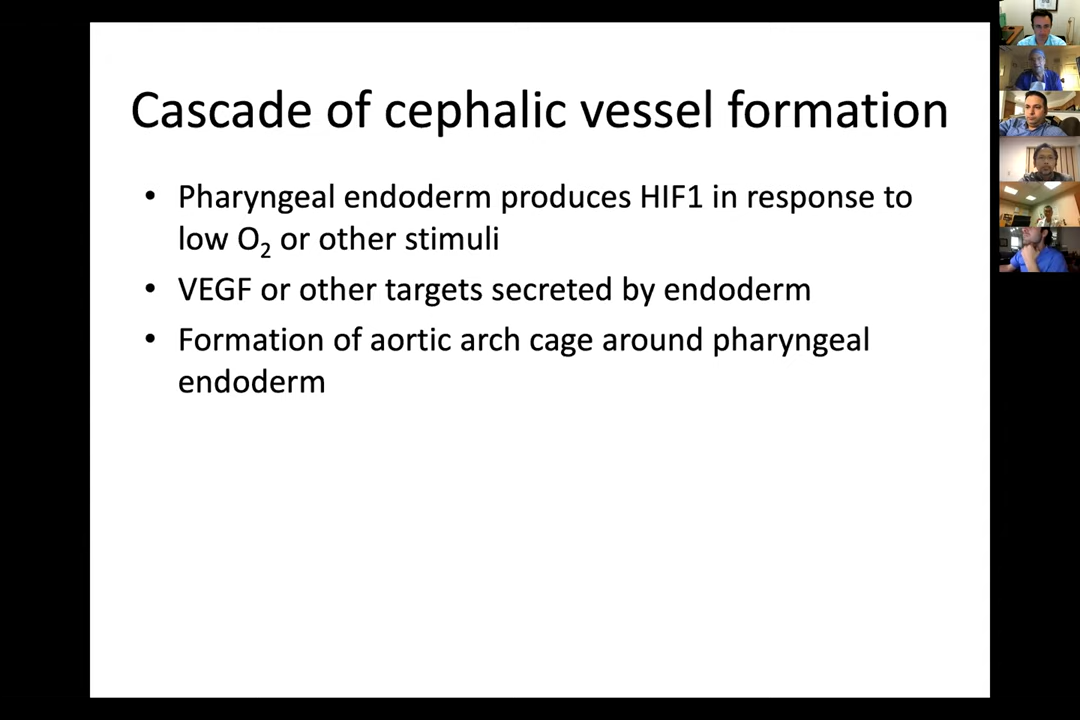 Cascade of cephalic vessel formation
• Pharyngeal endoderm produces HIF1 in response to
low O₂ or other stimuli
• VEGF or other targets secreted by endoderm
• Formation of aortic arch cage around pharyngeal
endoderm